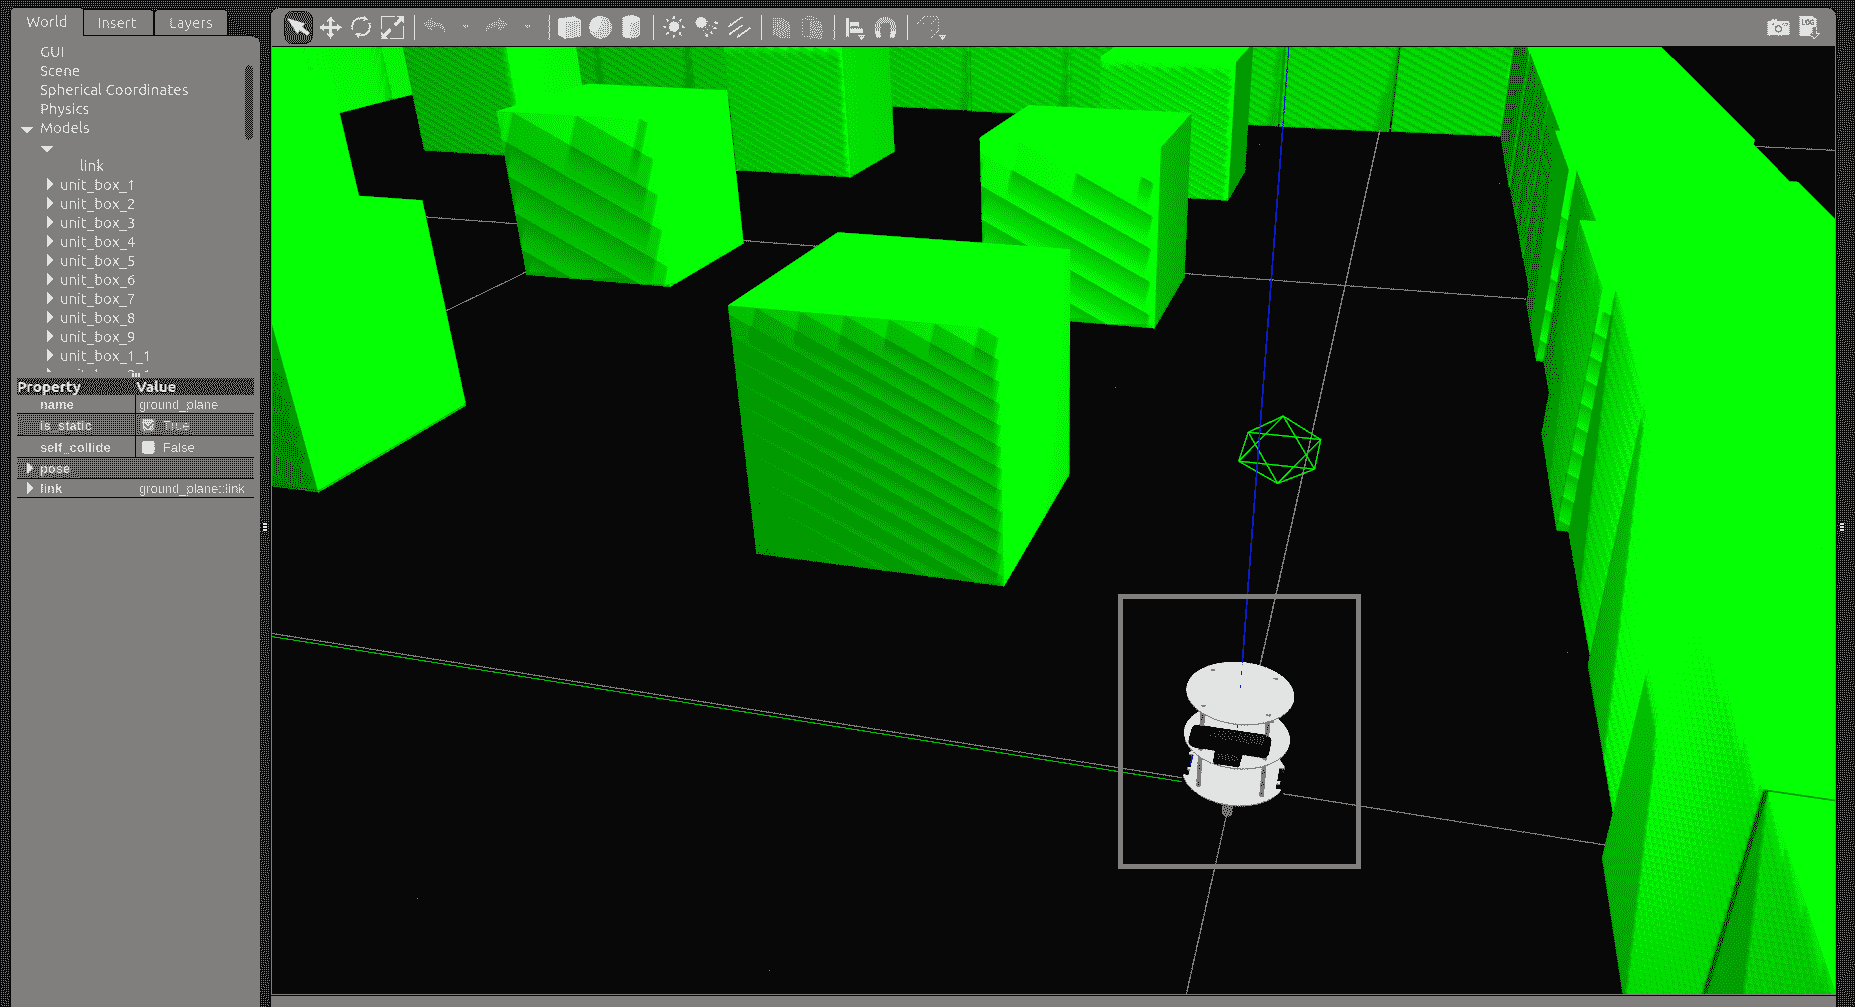 World Insert Layers
GUI
Scene
Spherical Coordinates
Physics
Models
link
unit_box_1
unit_box_2
unit_box_3
unit_box_4
unit_box_5
unit_box_6
unit_box_7
unit_box_8
unit_box_9
unit_box_1_1
Property Value
name ground_plane
is_static True
self_collide False
pose
link ground_plane::link
LOG